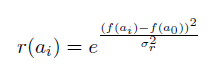 r(a_i) = e^{\frac{(f(a_i)-f(a_0))^2}{\sigma_r^2}}